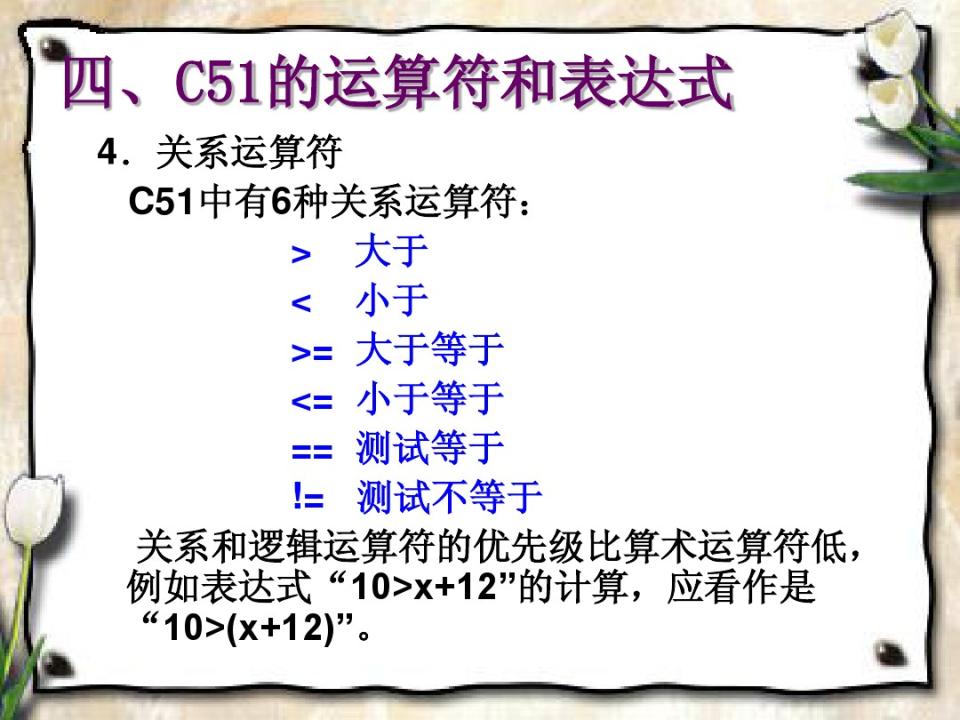 四、C51的运算符和表达式
4．关系运算符
C51中有6种关系运算符：
> 大于
< 小于
>= 大于等于
<= 小于等于
== 测试等于
!= 测试不等于
关系和逻辑运算符的优先级比算术运算符低，
例如表达式“10>x+12”的计算，应看作是
“10>(x+12)”。